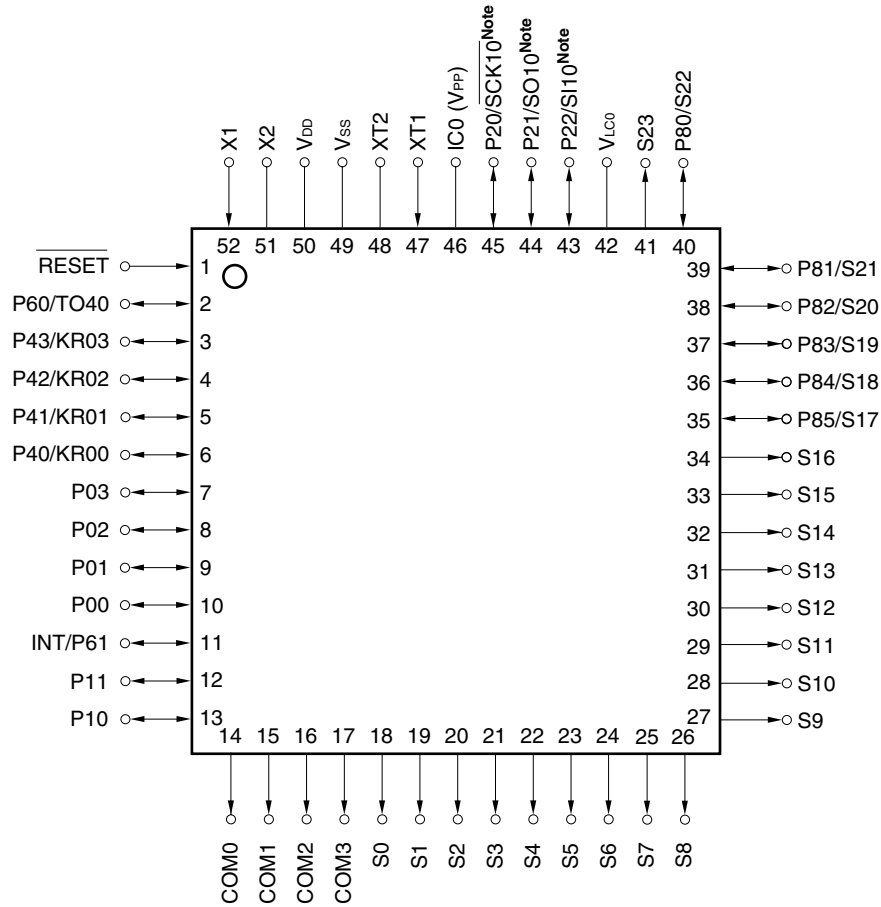 X1
X2
VDD
VSS
XT2
XT1
IC0 (VPP)
P20/SCK10Note
P21/SO10Note
P22/SI10Note
VLC0
S23
P80/S22
52 51 50 49 48 47 46 45 44 43 42 41 40
RESET 1
P60/TO40 2
P43/KR03 3
P42/KR02 4
P41/KR01 5
P40/KR00 6
P03 7
P02 8
P01 9
P00 10
INT/P61 11
P11 12
P10 13
39 P81/S21
38 P82/S20
37 P83/S19
36 P84/S18
35 P85/S17
34 S16
33 S15
32 S14
31 S13
30 S12
29 S11
28 S10
27 S9
14 15 16 17 18 19 20 21 22 23 24 25 26
COM0
COM1
COM2
COM3
S0
S1
S2
S3
S4
S5
S6
S7
S8